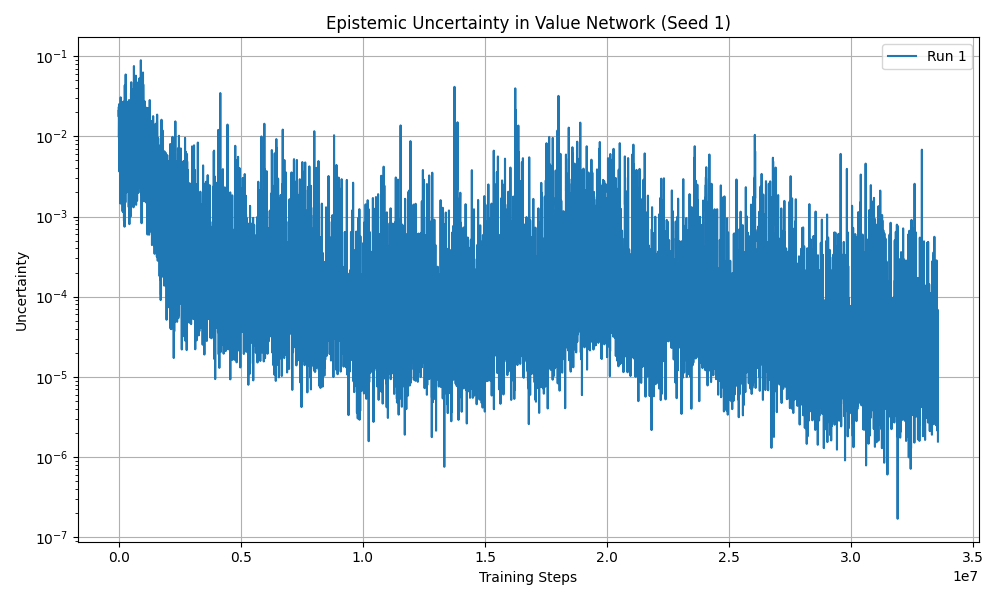 Epistemic Uncertainty in Value Network (Seed 1)
Run 1
Uncertainty
10⁻¹
10⁻²
10⁻³
10⁻⁴
10⁻⁵
10⁻⁶
10⁻⁷
0.0 0.5 1.0 1.5 2.0 2.5 3.0 3.5
1e7
Training Steps